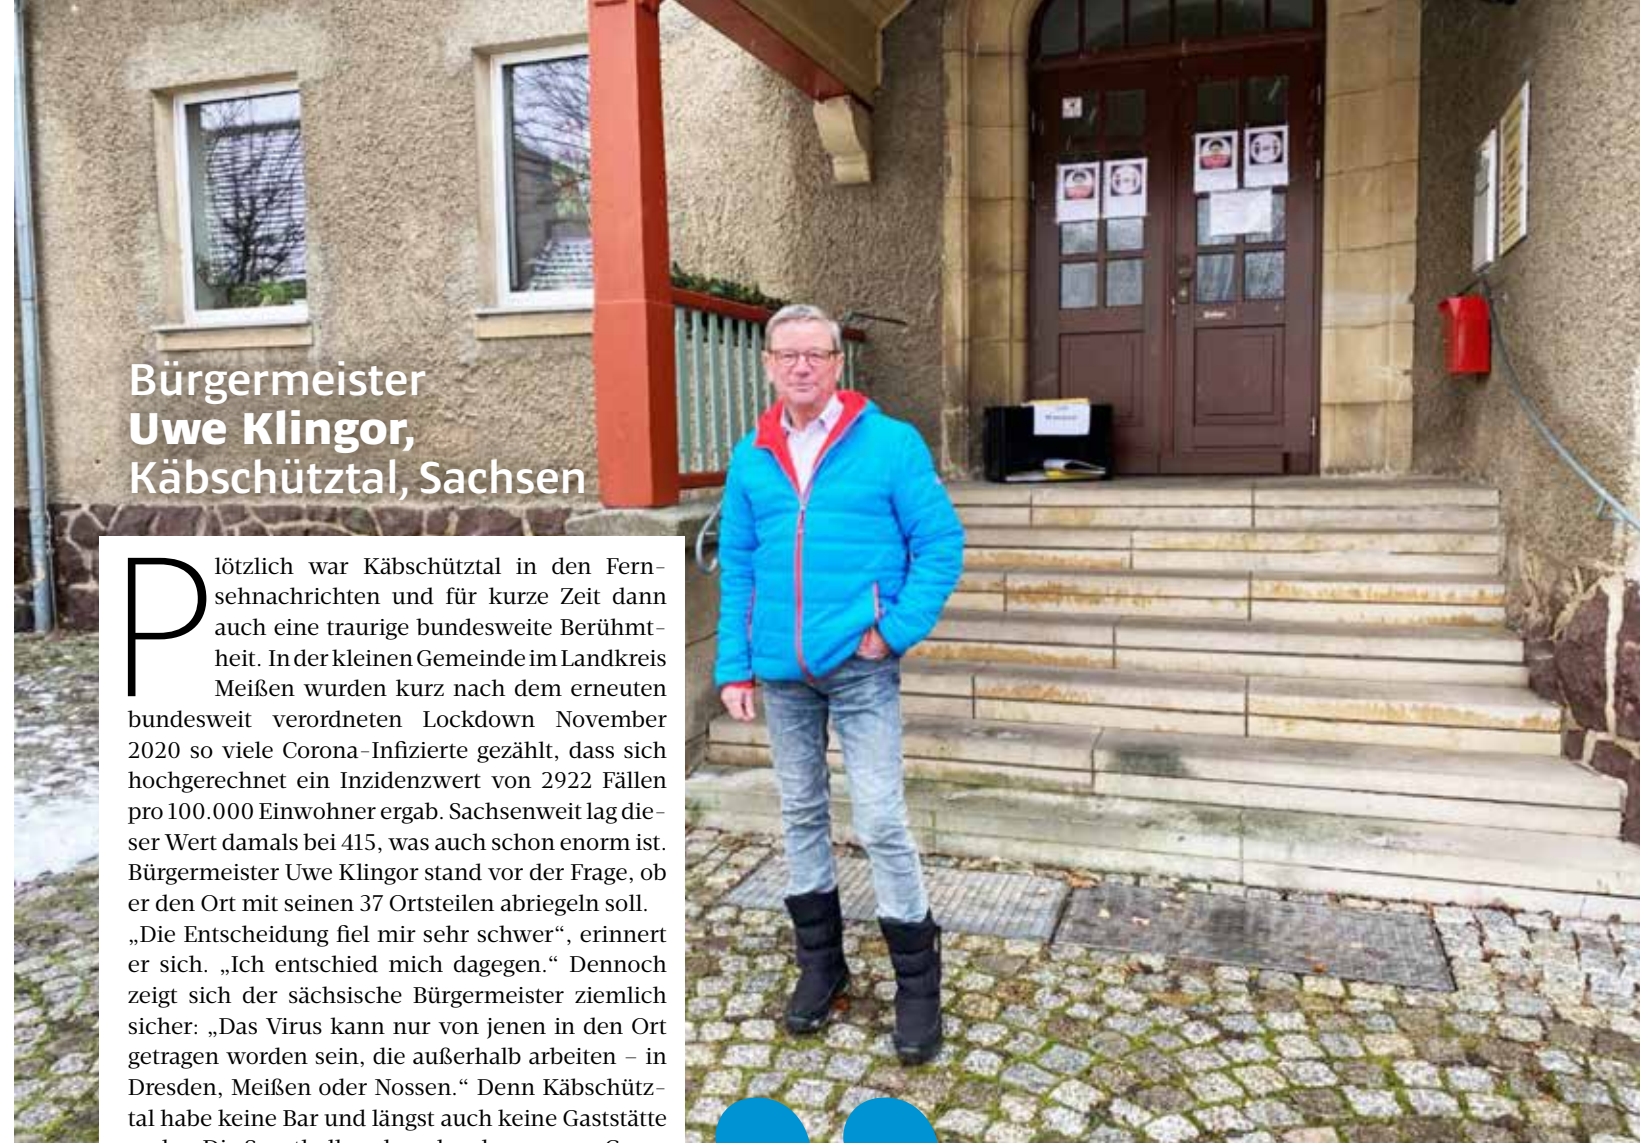 Bürgermeister
Uwe Klingor,
Käbschütztal, Sachsen
Plötzlich war Käbschütztal in den Fern-
sehnachrichten und für kurze Zeit dann
auch eine traurige bundesweite Berühmt-
heit. In der kleinen Gemeinde im Landkreis
Meißen wurden kurz nach dem erneuten
bundesweit verordneten Lockdown November
2020 so viele Corona-Infizierte gezählt, dass sich
hochgerechnet ein Inzidenzwert von 2922 Fällen
pro 100.000 Einwohner ergab. Sachsenweit lag die-
ser Wert damals bei 415, was auch schon enorm ist.
Bürgermeister Uwe Klingor stand vor der Frage, ob
er den Ort mit seinen 37 Ortsteilen abriegeln soll.
„Die Entscheidung fiel mir sehr schwer“, erinnert
er sich. „Ich entschied mich dagegen.“ Dennoch
zeigt sich der sächsische Bürgermeister ziemlich
sicher: „Das Virus kann nur von jenen in den Ort
getragen worden sein, die außerhalb arbeiten – in
Dresden, Meißen oder Nossen.“ Denn Käbschütz-
tal habe keine Bar und längst auch keine Gaststätte